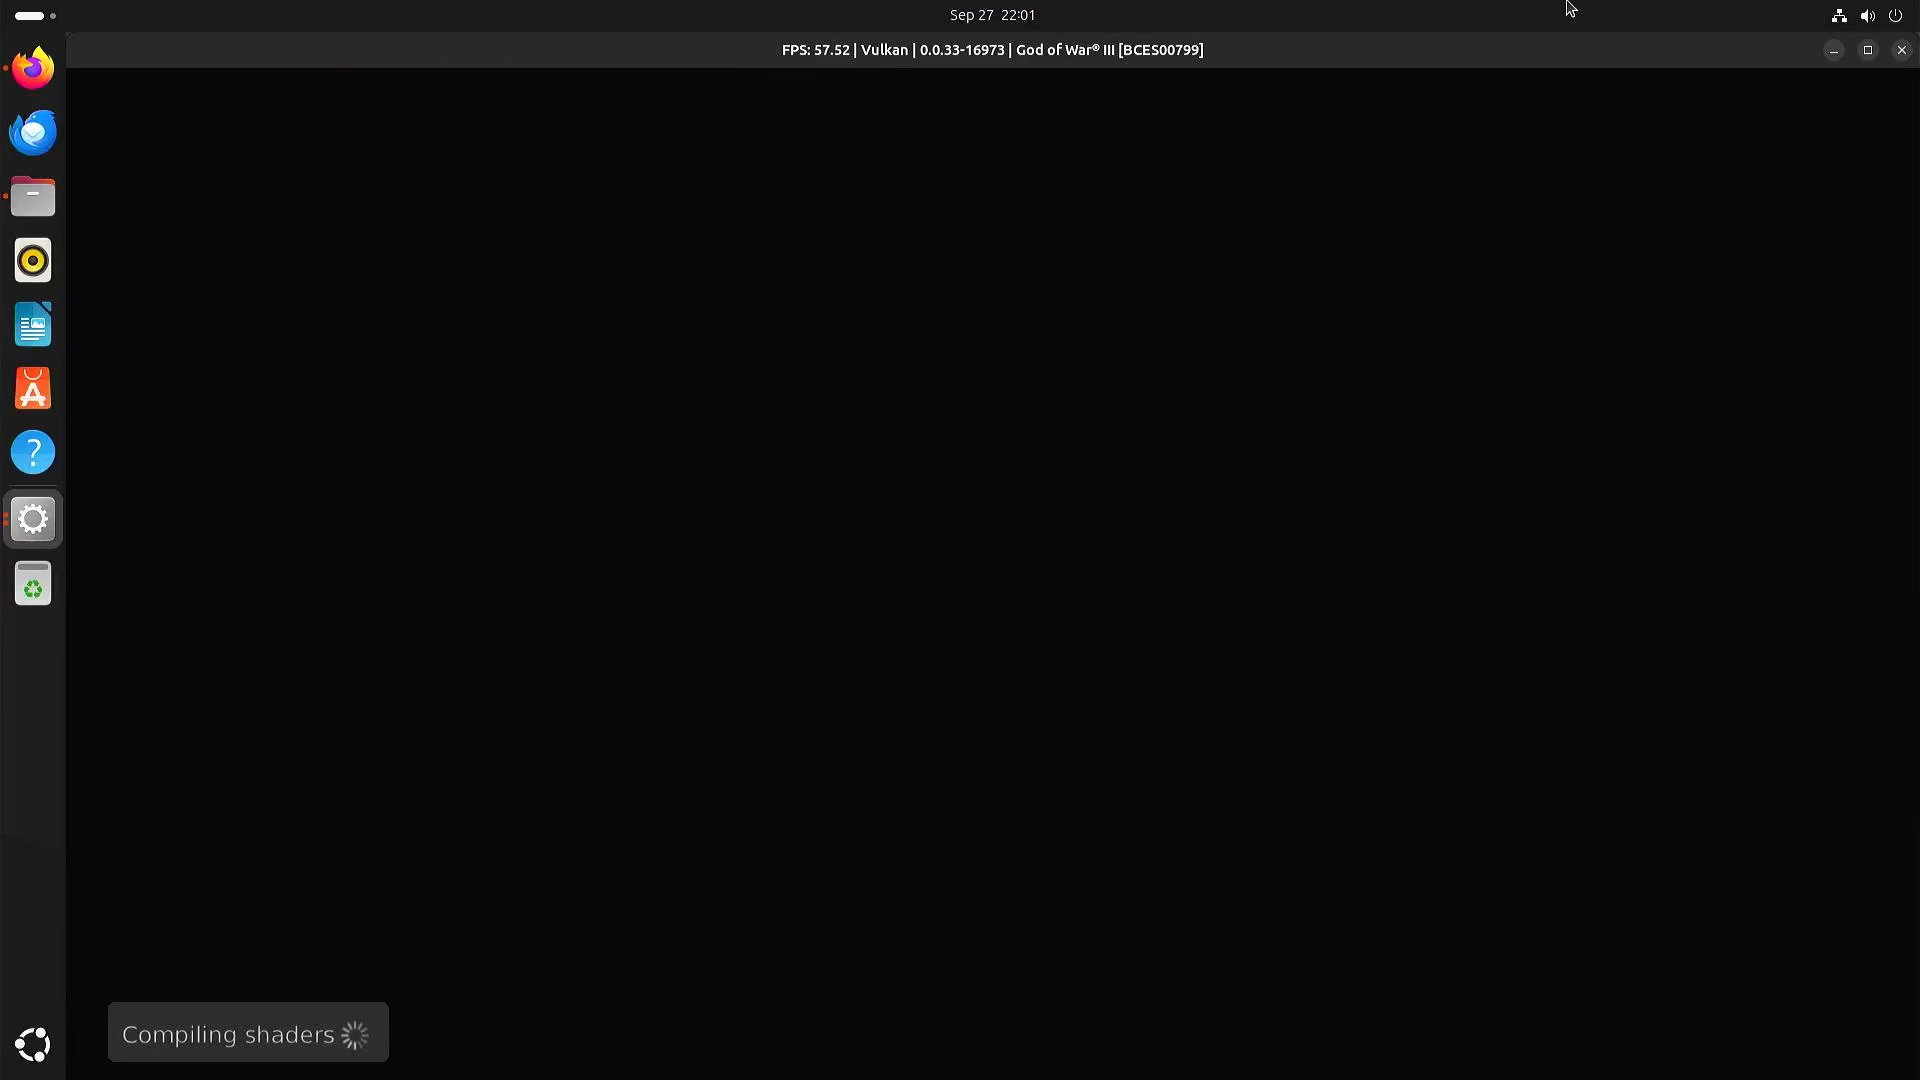 Sep 27 22:01
FPS: 57.52 | Vulkan | 0.0.33-16973 | God of War® III [BCES00799]
Compiling shaders